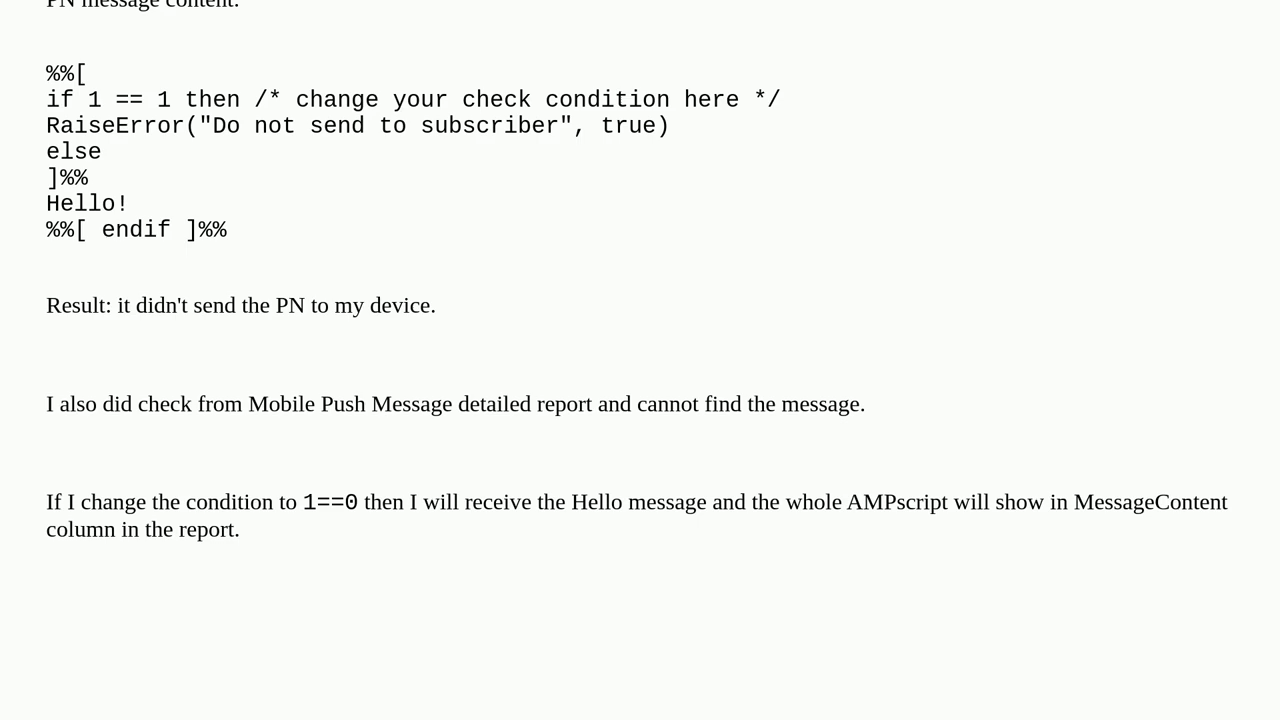 PN message content.
%%[
if 1 == 1 then /* change your check condition here */
RaiseError("Do not send to subscriber", true)
else
]%%
Hello!
%%[ endif ]%%
Result: it didn't send the PN to my device.
I also did check from Mobile Push Message detailed report and cannot find the message.
If I change the condition to 1==0 then I will receive the Hello message and the whole AMPscript will show in MessageContent
column in the report.